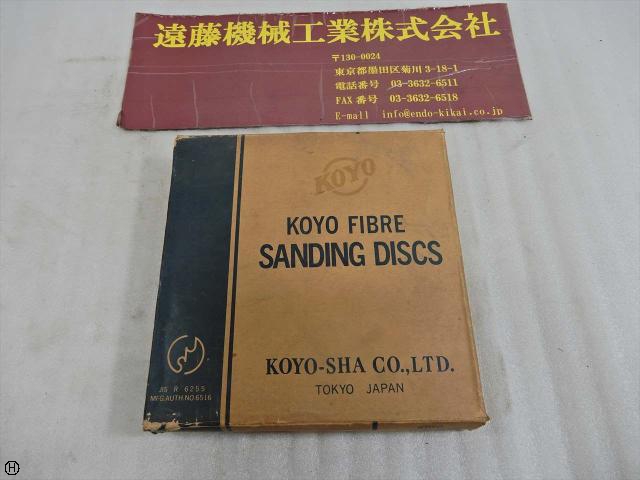 遠藤機械工業株式会社
〒130-0024
東京都墨田区菊川3-18-1
電話番号 03-3632-6511
FAX番号 03-3632-6518
E-mail info@endo-kikai.co.jp
KOYO
KOYO FIBRE
SANDING DISCS
KOYO-SHA CO.,LTD.
TOKYO JAPAN
JIS R 6255
MFG.AUTH.NO.6516
H